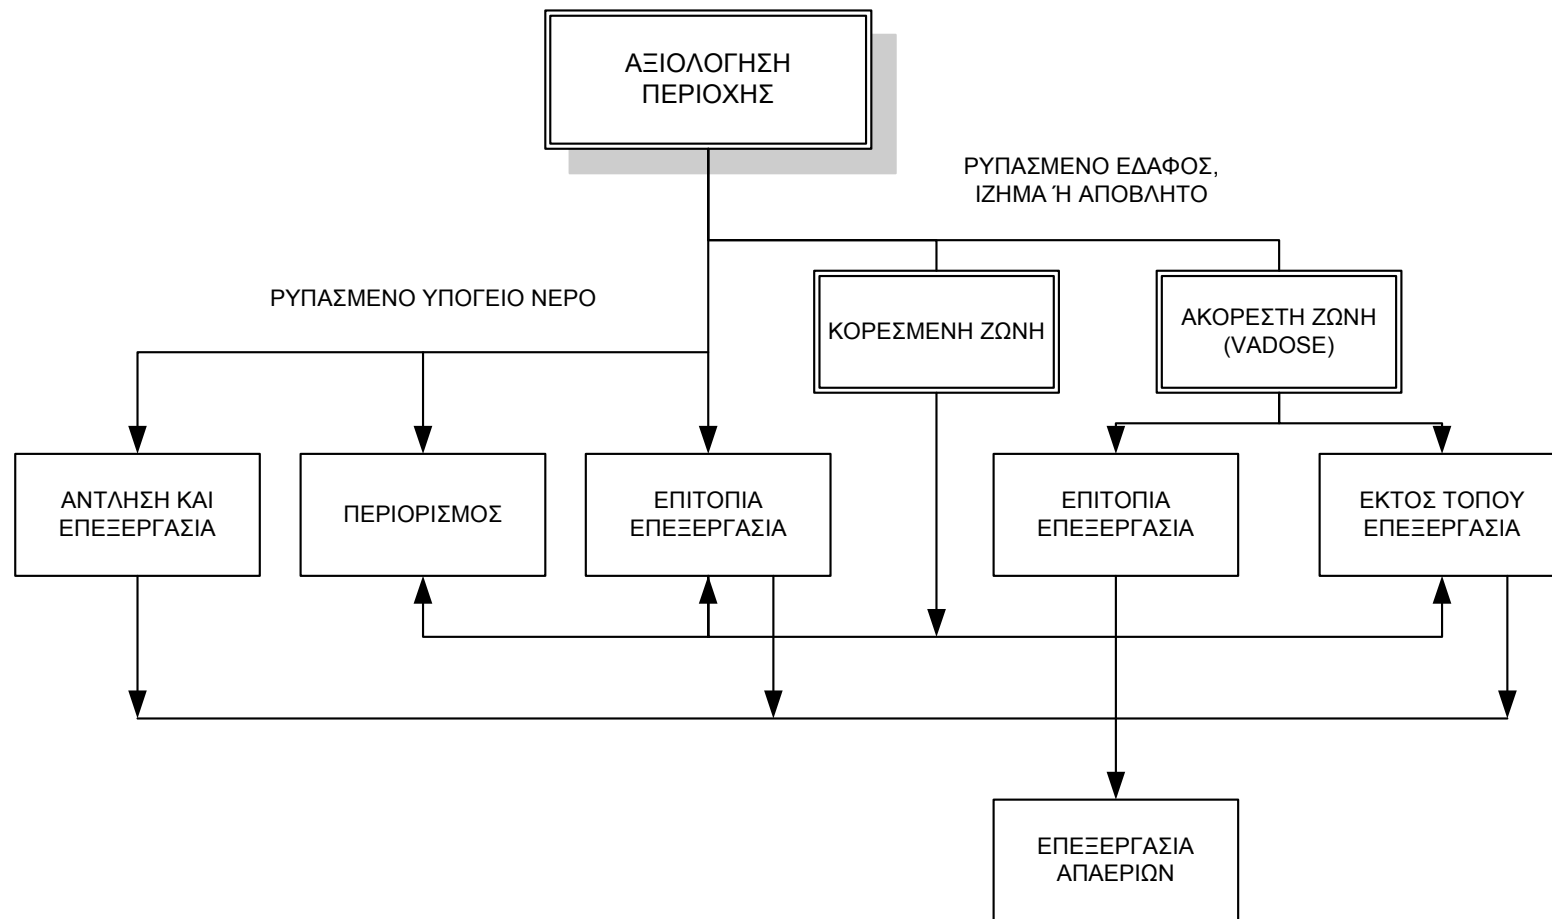 ΑΞΙΟΛΟΓΗΣΗ
ΠΕΡΙΟΧΗΣ
ΡΥΠΑΣΜΕΝΟ ΕΔΑΦΟΣ,
ΙΖΗΜΑ Ή ΑΠΟΒΛΗΤΟ
ΡΥΠΑΣΜΕΝΟ ΥΠΟΓΕΙΟ ΝΕΡΟ
ΚΟΡΕΣΜΕΝΗ ΖΩΝΗ
ΑΚΟΡΕΣΤΗ ΖΩΝΗ
(VADOSE)
ΑΝΤΛΗΣΗ ΚΑΙ
ΕΠΕΞΕΡΓΑΣΙΑ
ΠΕΡΙΟΡΙΣΜΟΣ
ΕΠΙΤΟΠΙΑ
ΕΠΕΞΕΡΓΑΣΙΑ
ΕΠΙΤΟΠΙΑ
ΕΠΕΞΕΡΓΑΣΙΑ
ΕΚΤΟΣ ΤΟΠΟΥ
ΕΠΕΞΕΡΓΑΣΙΑ
ΕΠΕΞΕΡΓΑΣΙΑ
ΑΠΑΕΡΙΩΝ